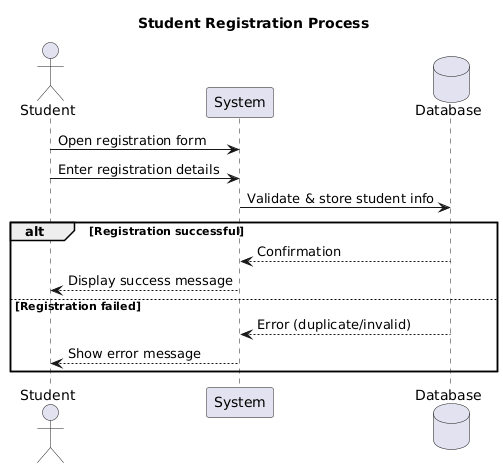 Student Registration Process
Student
System
Database
Open registration form
Enter registration details
Validate & store student info
alt
[Registration successful]
Confirmation
Display success message
[Registration failed]
Error (duplicate/invalid)
Show error message
Student
System
Database